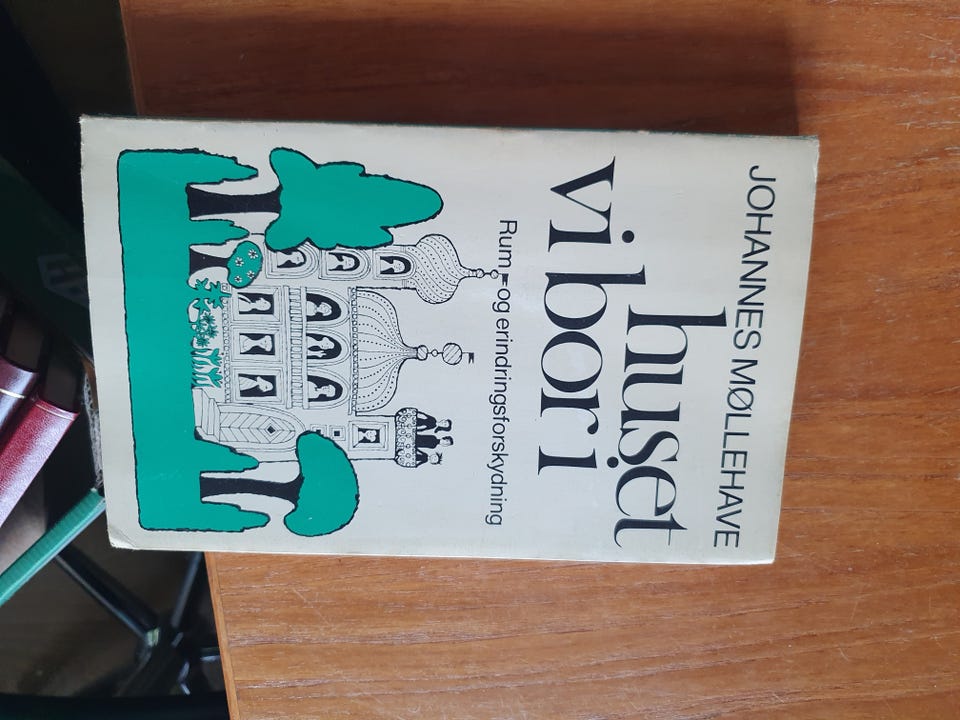 JOHANNES MØLLEHAVE
huset
vi bor i
Rum - og erindringsforskydning